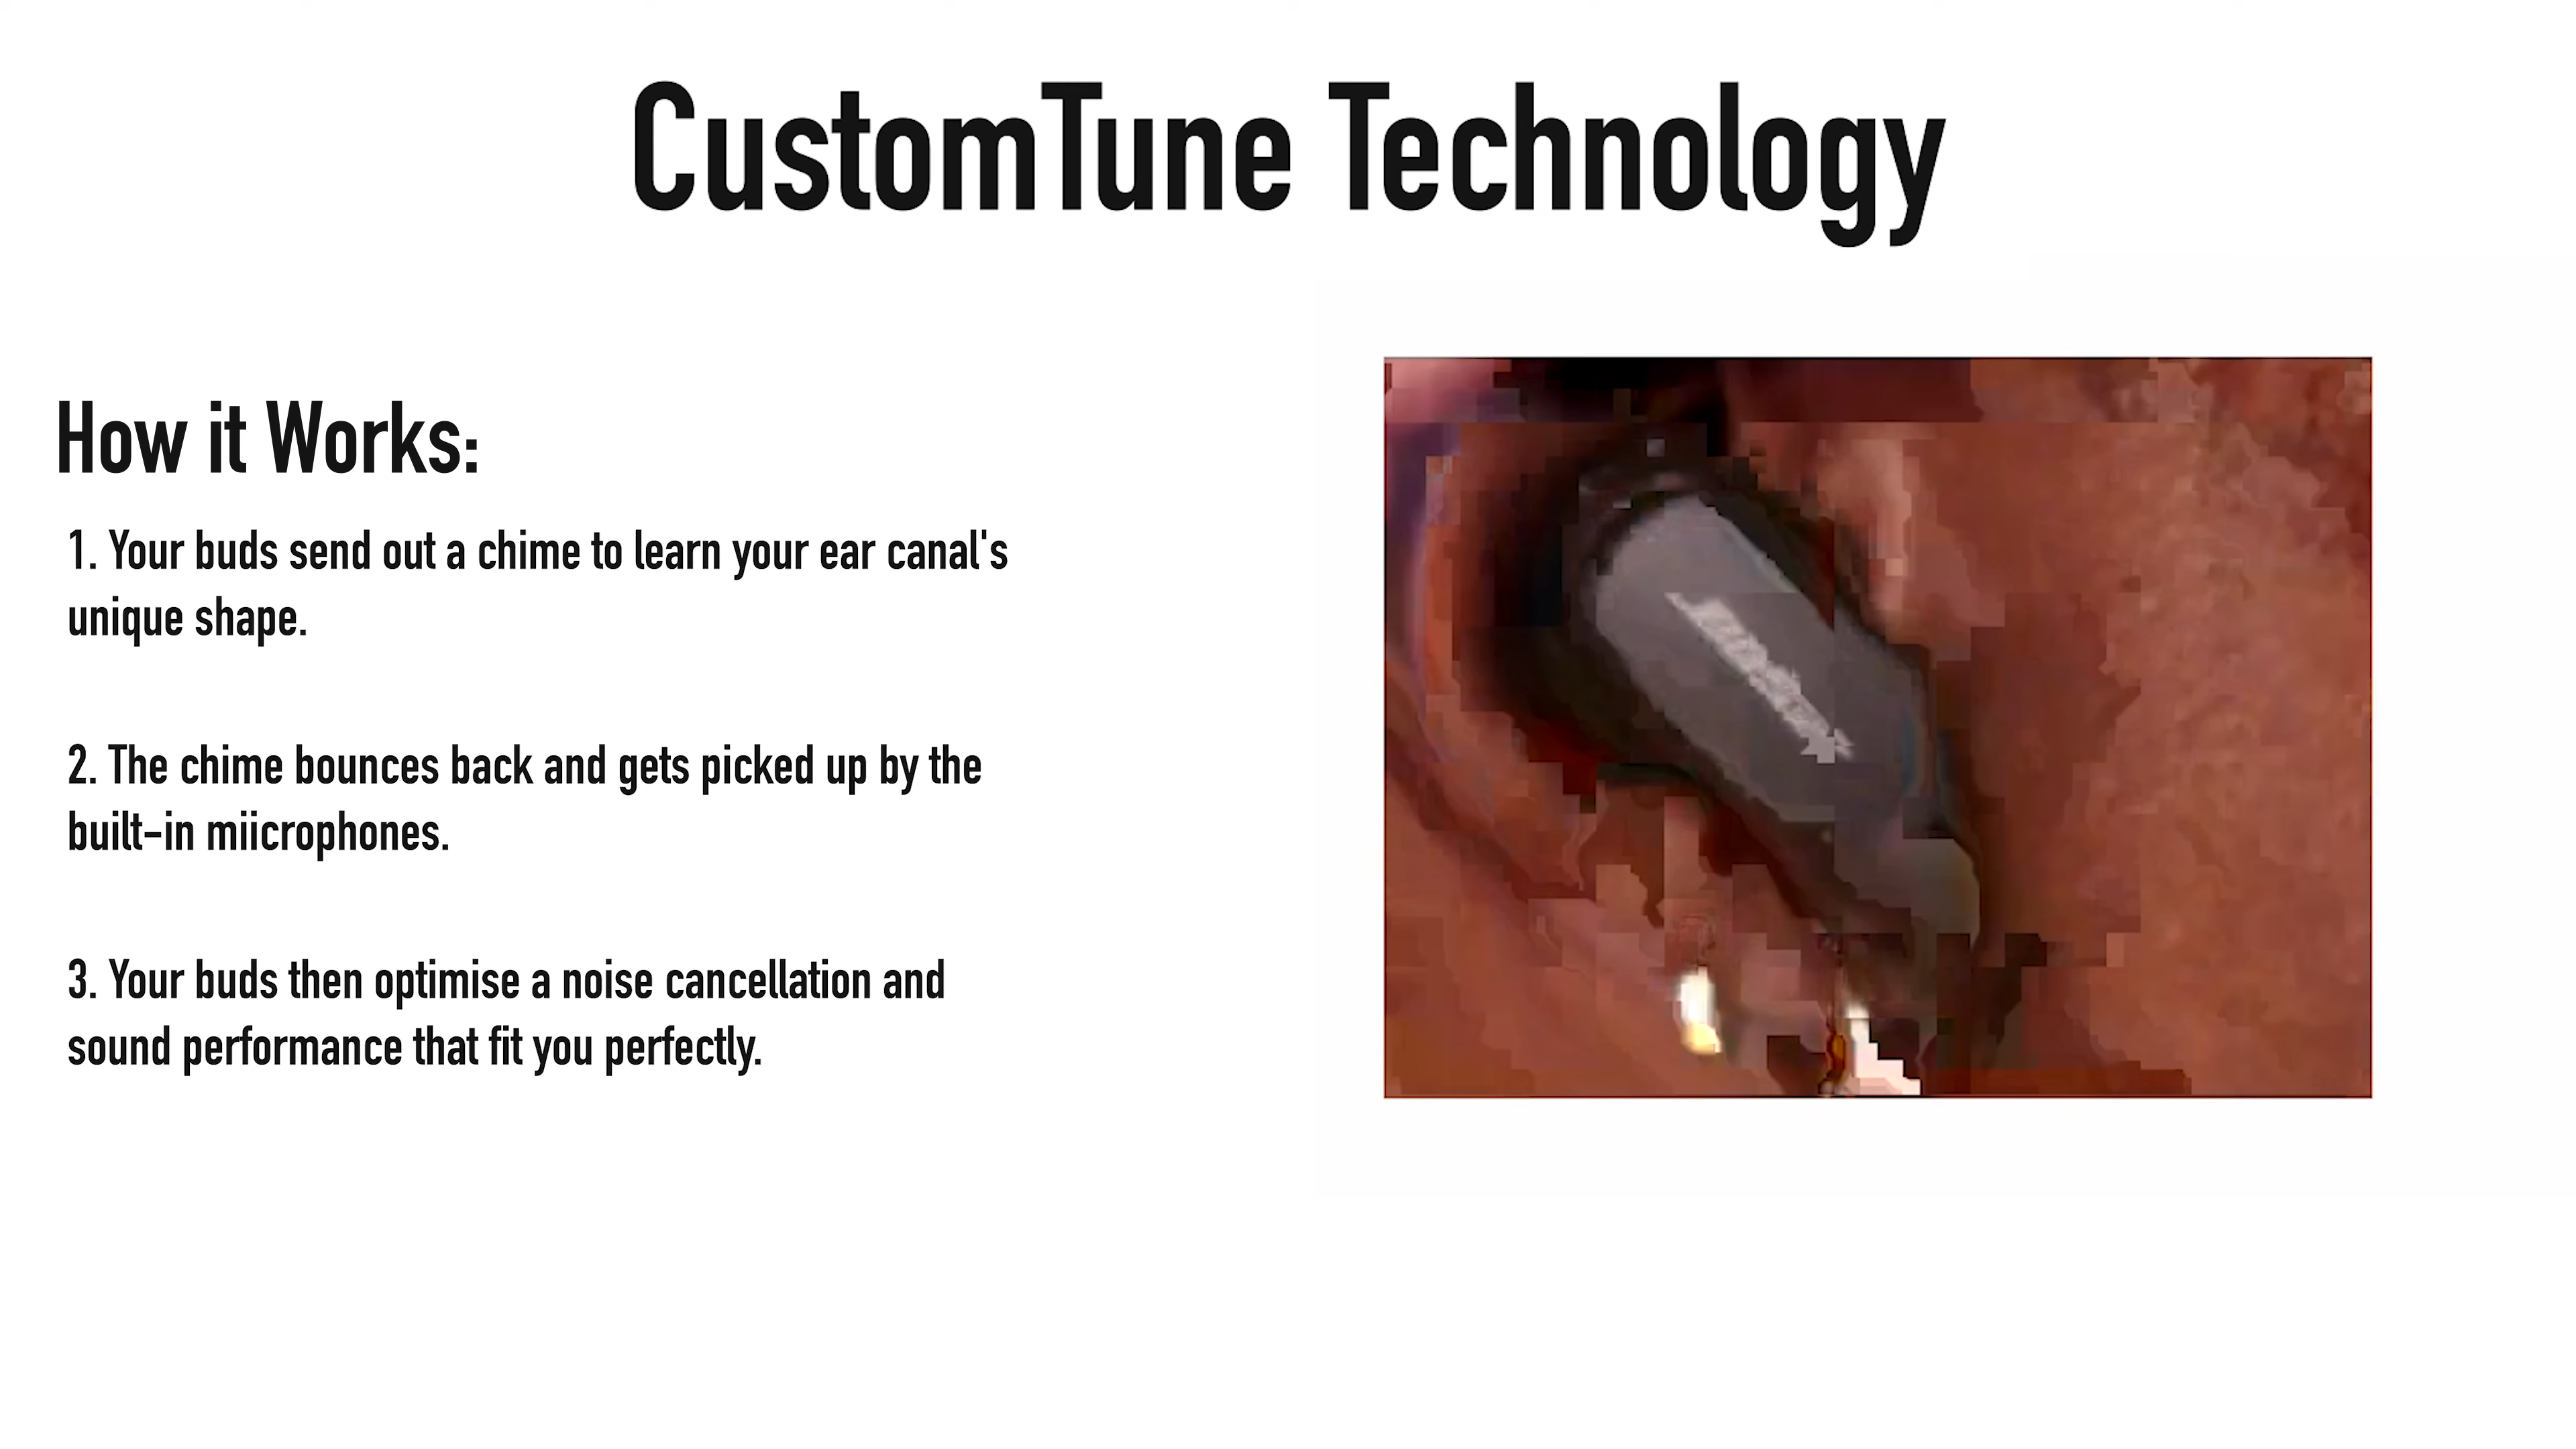 CustomTune Technology
How it Works:
1. Your buds send out a chime to learn your ear canal's
unique shape.
2. The chime bounces back and gets picked up by the
built-in miicrophones.
3. Your buds then optimise a noise cancellation and
sound performance that fit you perfectly.